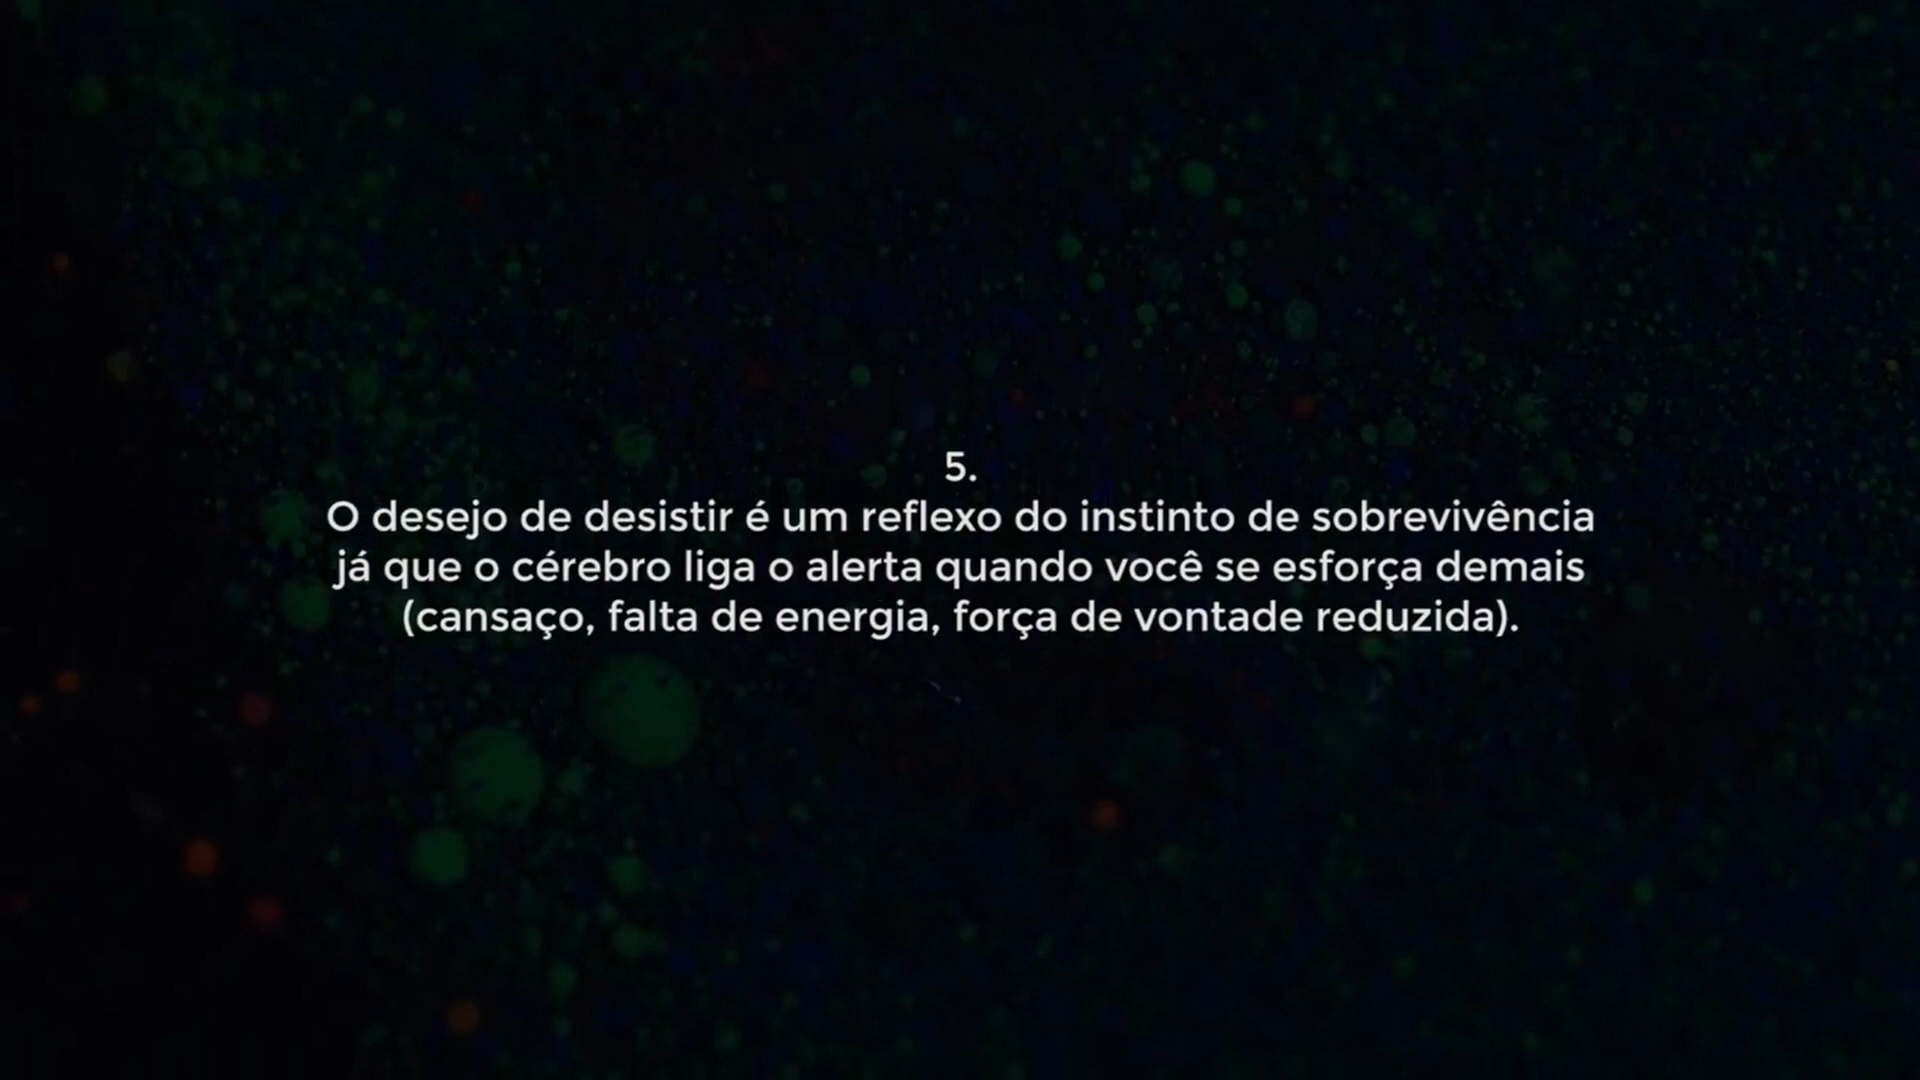 5.
O desejo de desistir é um reflexo do instinto de sobrevivência
já que o cérebro liga o alerta quando você se esforça demais
(cansaço, falta de energia, força de vontade reduzida).